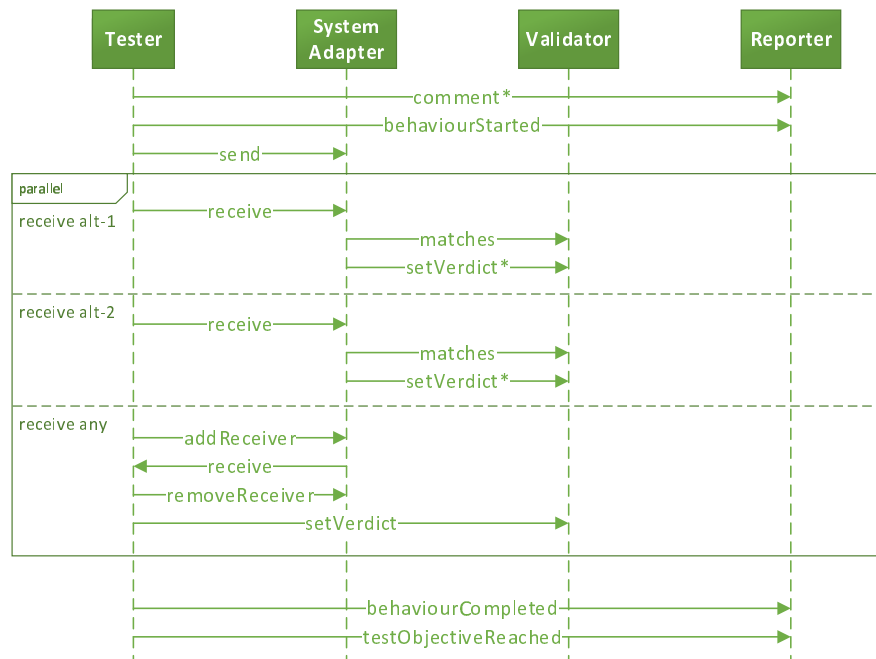 Tester
System
Adapter
Validator
Reporter
comment*
behaviourStarted
send
parallel
receive alt-1
receive
matches
setVerdict*
receive alt-2
receive
matches
setVerdict*
receive any
addReceiver
receive
removeReceiver
setVerdict
behaviourCompleted
testObjectiveReached